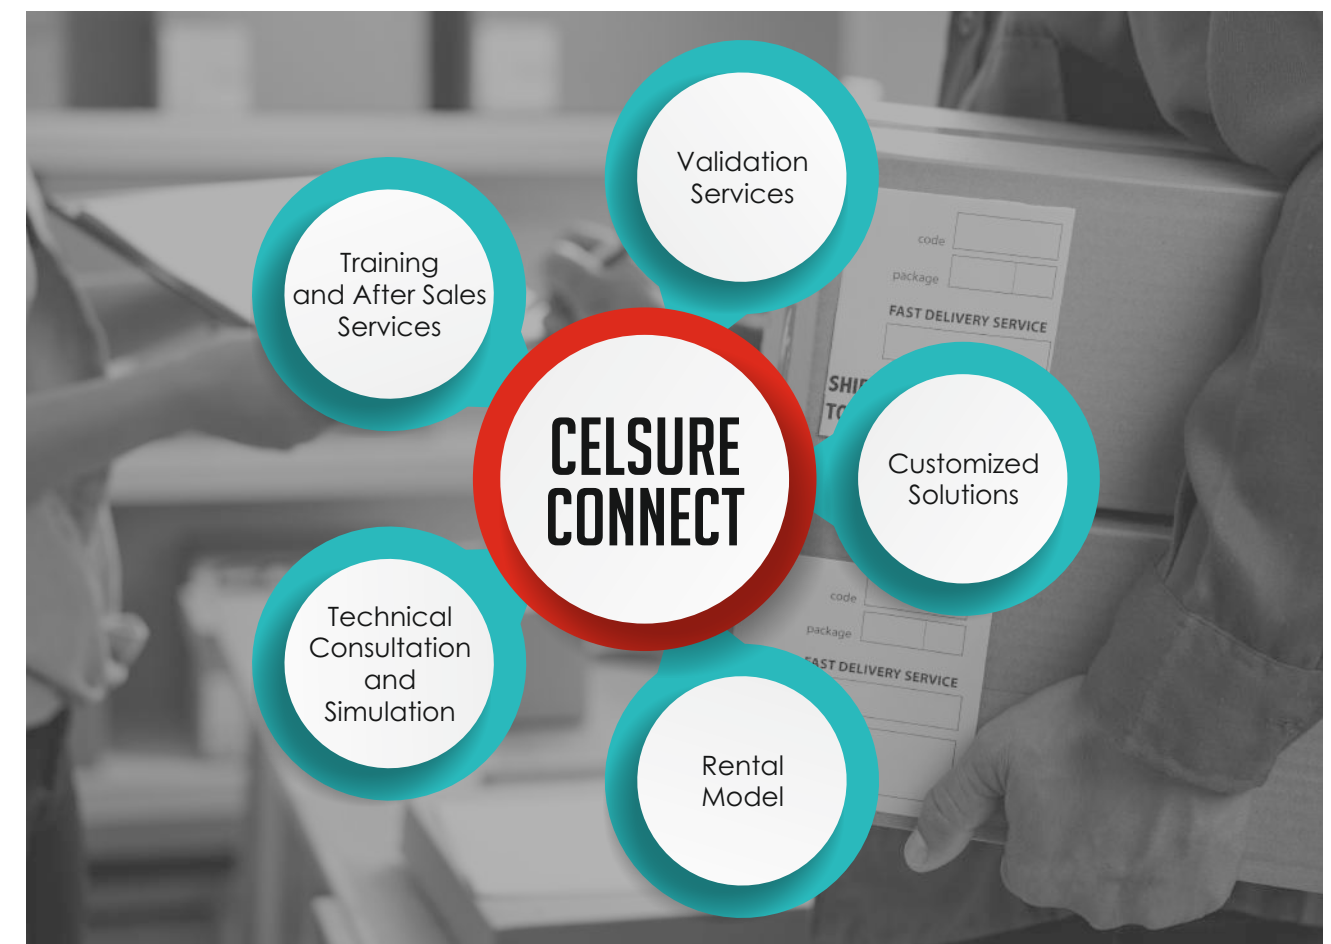 Validation
Services
Training
and After Sales
Services
CELSURE
CONNECT
Customized
Solutions
Technical
Consultation
and
Simulation
Rental
Model
code
package
FAST DELIVERY SERVICE
code
package
FAST DELIVERY SERVICE